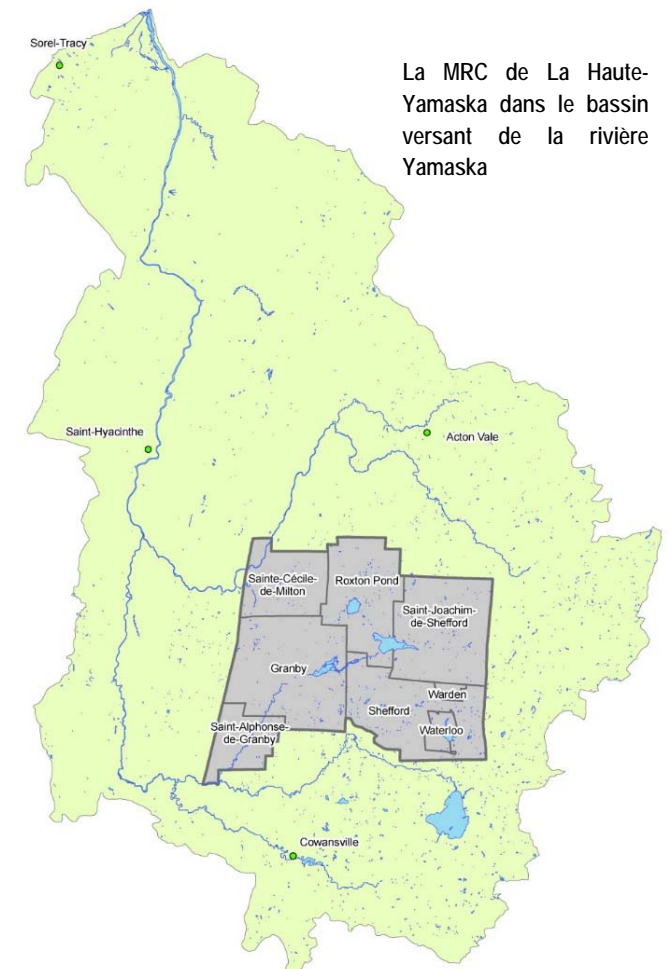 Sorel-Tracy
La MRC de La Haute-
Yamaska dans le bassin
versant de la rivière
Yamaska
Saint-Hyacinthe
Acton Vale
Sainte-Cécile-
de-Milton
Roxton Pond
Saint-Joachim-
de-Shefford
Granby
Warden
Shefford
Waterloo
Saint-Alphonse-
de-Granby
Cowansville